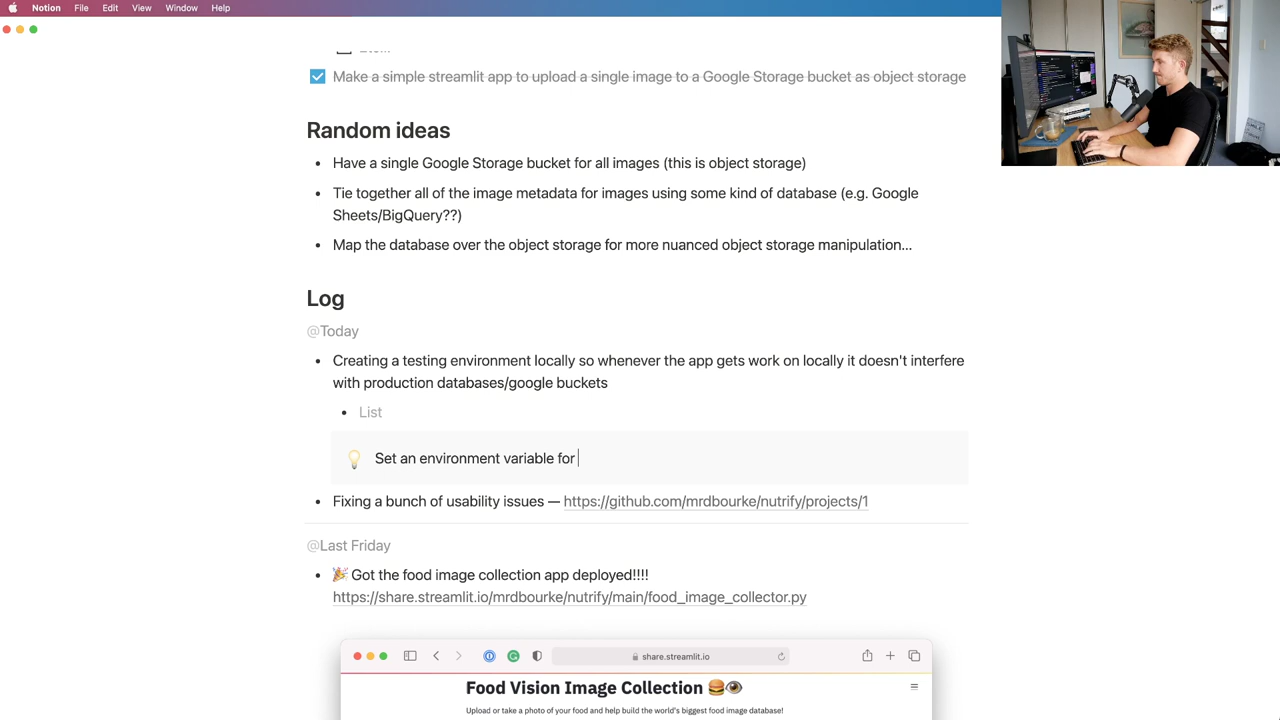 Notion File Edit View Window Help
Make a simple streamlit app to upload a single image to a Google Storage bucket as object storage
Random ideas
Have a single Google Storage bucket for all images (this is object storage)
Tie together all of the image metadata for images using some kind of database (e.g. Google
Sheets/BigQuery??)
Map the database over the object storage for more nuanced object storage manipulation...
Log
@Today
Creating a testing environment locally so whenever the app gets work on locally it doesn't interfere
with production databases/google buckets
List
Set an environment variable for
Fixing a bunch of usability issues — https://github.com/mrdbourke/nutrify/projects/1
@Last Friday
🎉 Got the food image collection app deployed!!!!
https://share.streamlit.io/mrdbourke/nutrify/main/food_image_collector.py
share.streamlit.io
Food Vision Image Collection 🍔👁
Upload or take a photo of your food and help build the world's biggest food image database!